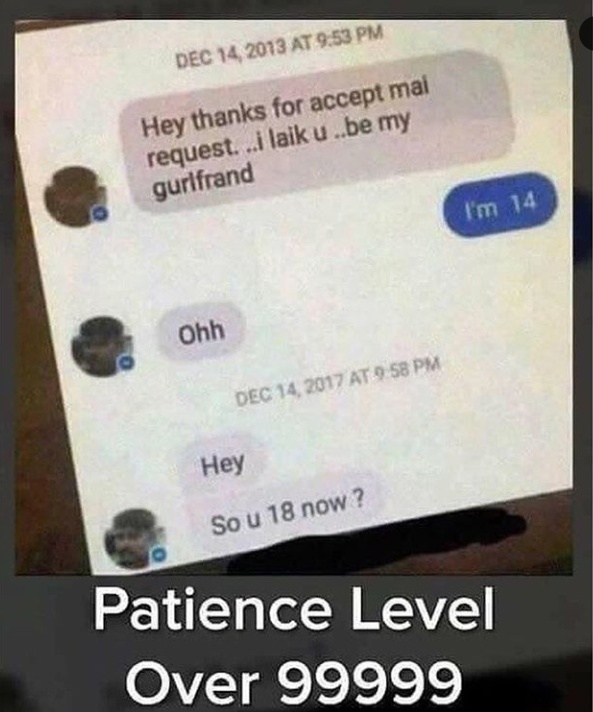 DEC 14, 2013 AT 9:53 PM
Hey thanks for accept mai
request. ..i laik u ..be my
gurlfrand
I'm 14
Ohh
DEC 14, 2017 AT 9:58 PM
Hey
So u 18 now ?
Patience Level
Over 99999